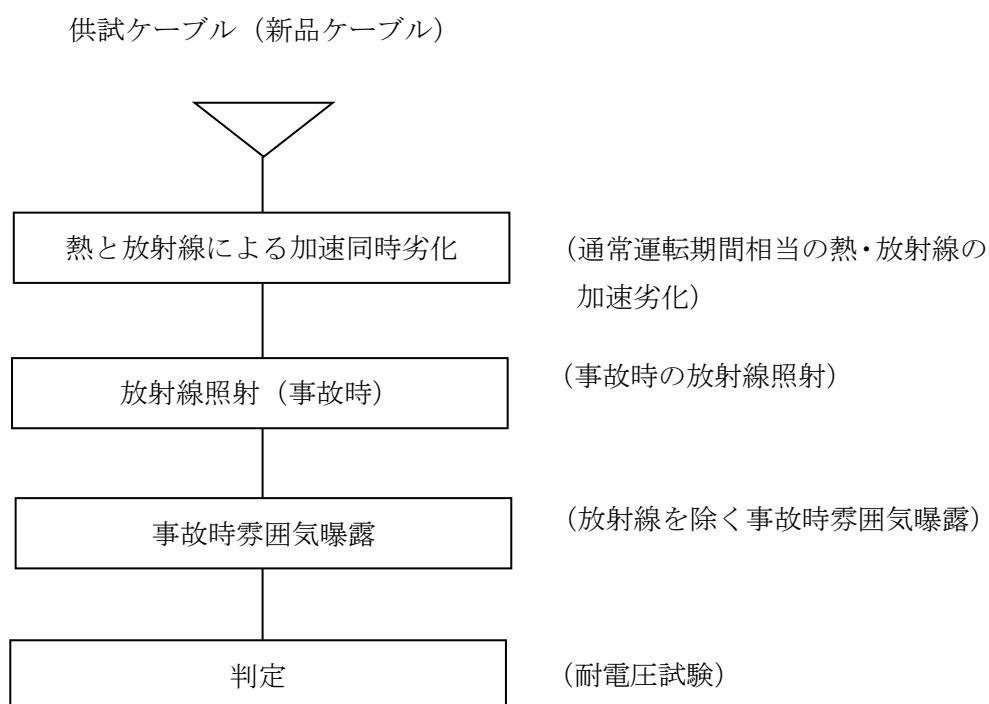 供試ケーブル（新品ケーブル）
熱と放射線による加速同時劣化
（通常運転期間相当の熱・放射線の
加速劣化）
放射線照射（事故時）
（事故時の放射線照射）
事故時雰囲気曝露
（放射線を除く事故時雰囲気曝露）
判定
（耐電圧試験）